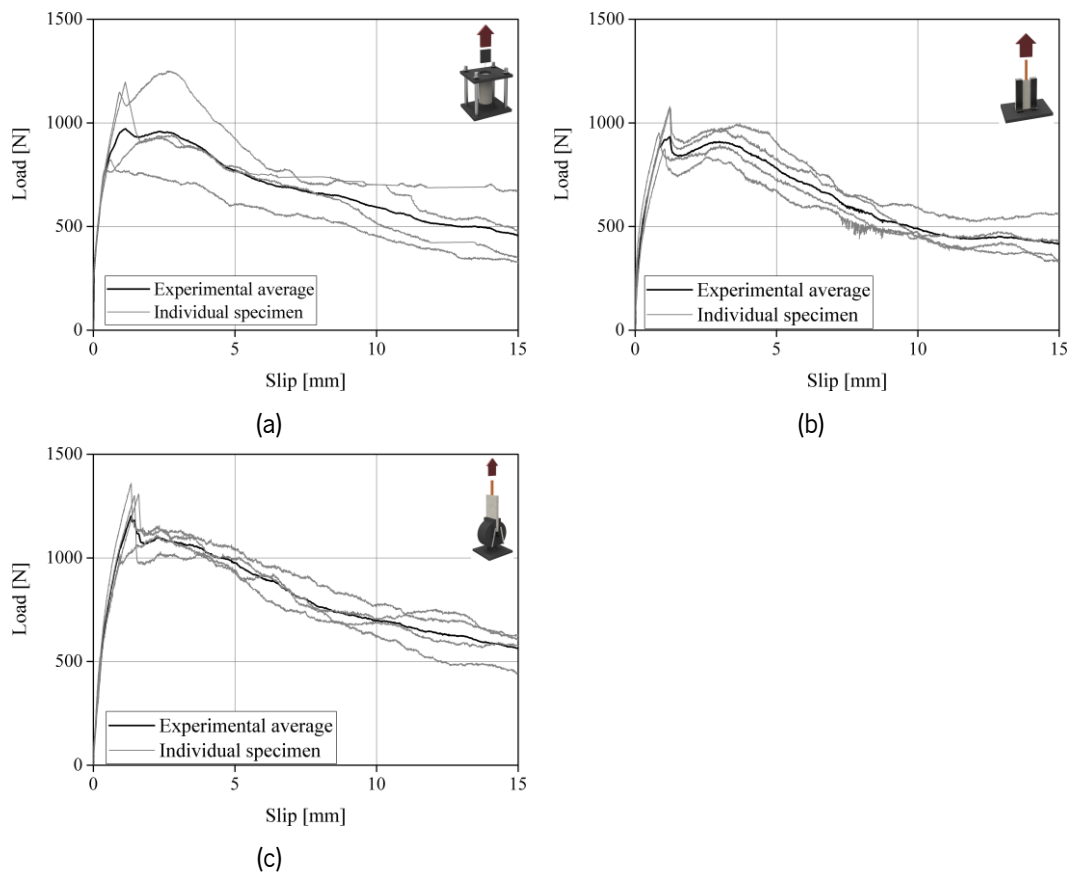 1500
1000
500
0
Load [N]
Experimental average
Individual specimen
0 5 10 15
Slip [mm]
(a)
1500
1000
500
0
Load [N]
Experimental average
Individual specimen
0 5 10 15
Slip [mm]
(b)
1500
1000
500
0
Load [N]
Experimental average
Individual specimen
0 5 10 15
Slip [mm]
(c)